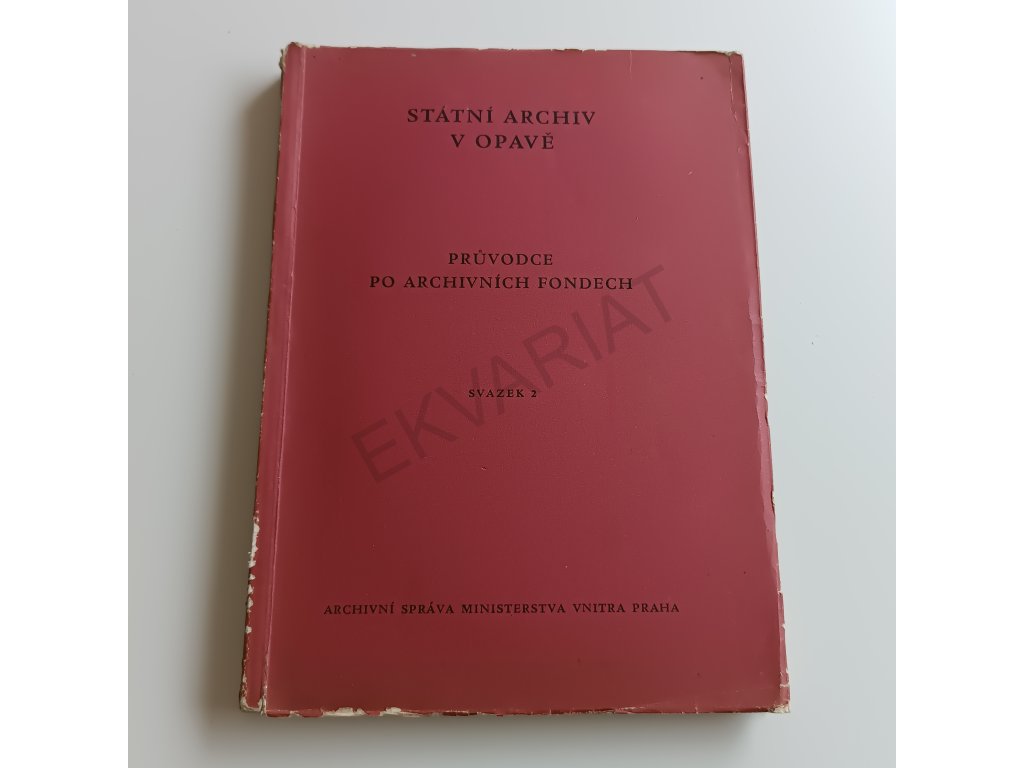 STÁTNÍ ARCHIV
V OPAVĚ
PRŮVODCE
PO ARCHIVNÍCH FONDECH
EKVARIAT
SVAZEK 2
ARCHIVNÍ SPRÁVA MINISTERSTVA VNITRA PRAHA